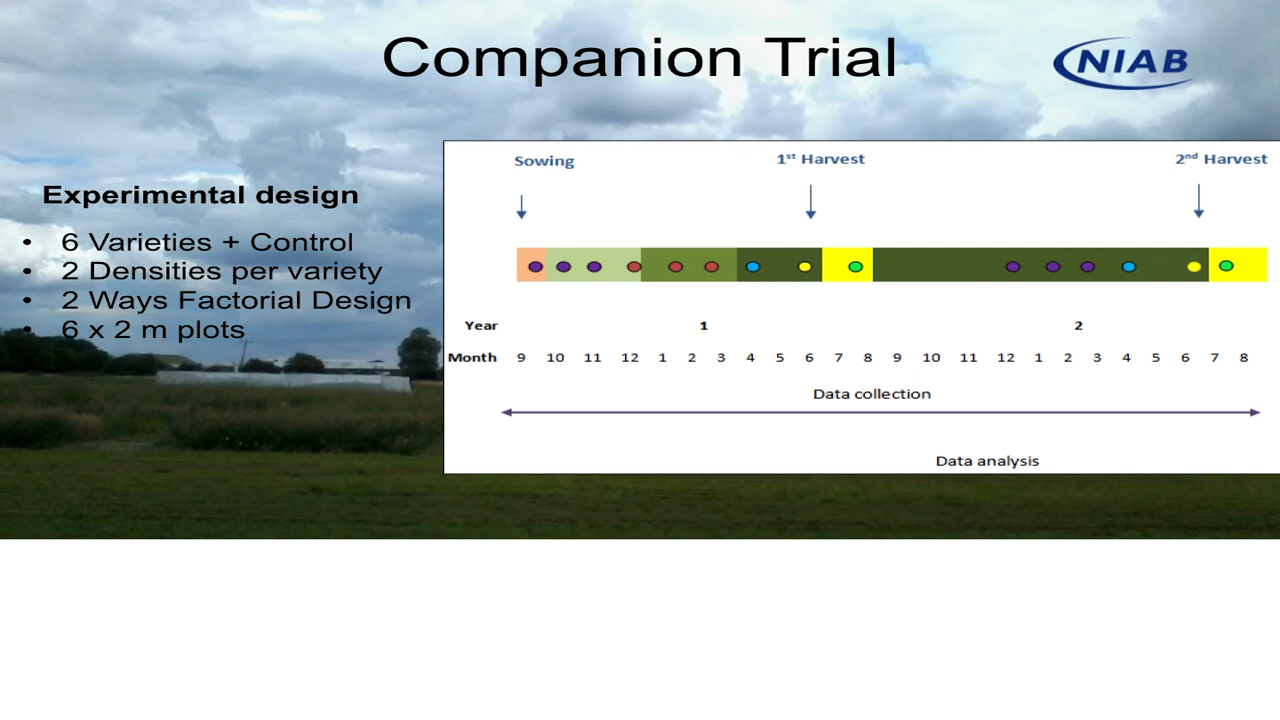 Companion Trial
NIAB
Experimental design
• 6 Varieties + Control
• 2 Densities per variety
• 2 Ways Factorial Design
• 6 x 2 m plots
Sowing 1st Harvest 2nd Harvest
Year 1 2
Month 9 10 11 12 1 2 3 4 5 6 7 8 9 10 11 12 1 2 3 4 5 6 7 8
Data collection
Data analysis